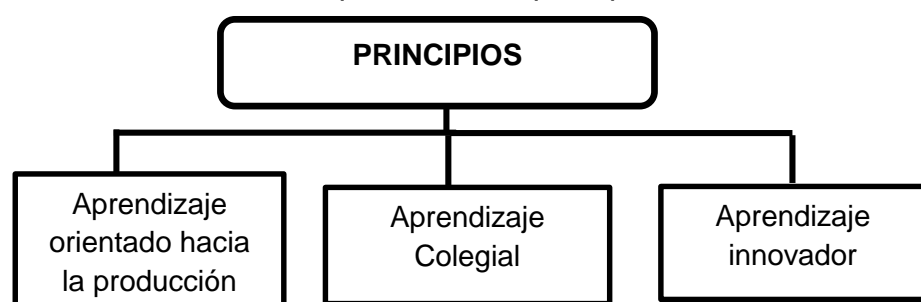 PRINCIPIOS
Aprendizaje
orientado hacia
la producción
Aprendizaje
Colegial
Aprendizaje
innovador